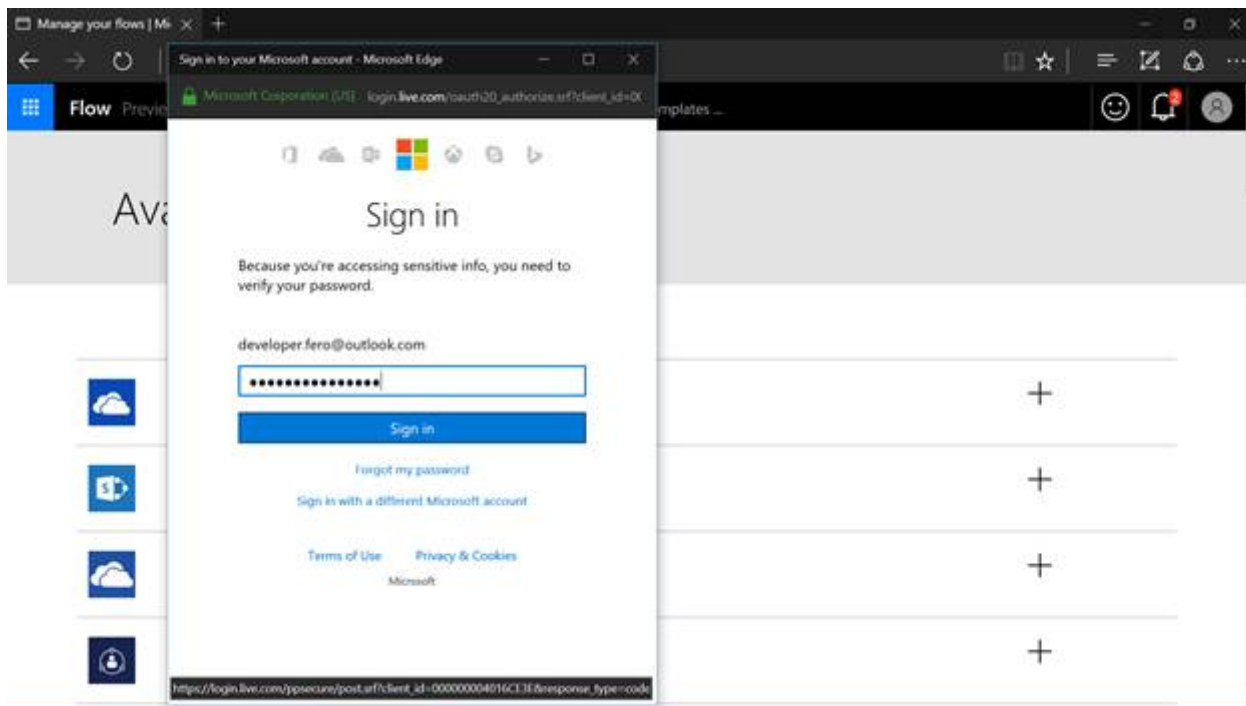 Manage your flows | Mi
Sign in to your Microsoft account - Microsoft Edge
Microsoft Corporation [US] login.live.com/oauth20_authorize.srf?client_id=0(
Flow Previe
mplates ...
2
Ava
Sign in
Because you're accessing sensitive info, you need to
verify your password.
developer.fero@outlook.com
Sign in
Forgot my password
Sign in with a different Microsoft account
Terms of Use Privacy & Cookies
Microsoft
https://login.live.com/ppsecure/post.srf?client_id=000000004016CE3E&response_type=code